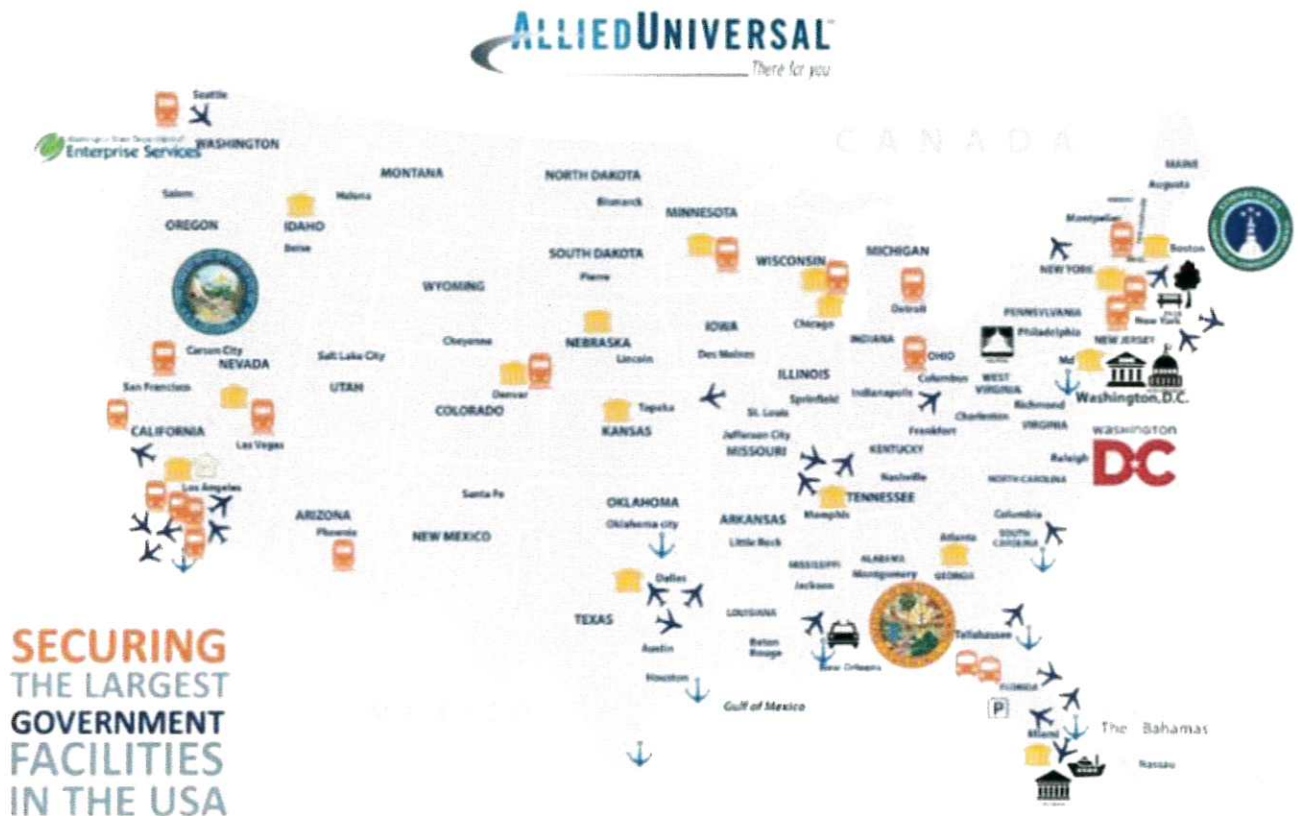 ALLIEDUNIVERSAL™
There for you
Seattle
WASHINGTON
Enterprise Services
CANADA
MONTANA
NORTH DAKOTA
MAINE
Salem
Helena
Bismarck
Augusta
MINNESOTA
Montpelier
CONNECTICUT
OREGON
IDAHO
Boise
SOUTH DAKOTA
WISCONSIN
MICHIGAN
Boston
Pierre
NEW YORK
WYOMING
Detroit
PENNSYLVANIA
New York
IOWA
Chicago
Philadelphia
Cheyenne
NEBRASKA
INDIANA
NEW JERSEY
Carson City
Salt Lake City
Lincoln
Des Moines
OHIO
Md
NEVADA
San Francisco
UTAH
Denver
ILLINOIS
Columbus
WEST
VIRGINIA
Springfield
Indianapolis
Washington, D.C.
COLORADO
Topeka
St. Louis
Richmond
Charleston
CALIFORNIA
KANSAS
Frankfort
VIRGINIA
WASHINGTON
DC
Las Vegas
Jefferson City
MISSOURI
KENTUCKY
Raleigh
Los Angeles
Nashville
NORTH CAROLINA
Santa Fe
OKLAHOMA
TENNESSEE
ARIZONA
Memphis
Columbia
Phoenix
Oklahoma city
ARKANSAS
SOUTH
CAROLINA
NEW MEXICO
Little Rock
Atlanta
MISSISSIPPI
ALABAMA
Montgomery
GEORGIA
Dallas
Jackson
TEXAS
LOUISIANA
Tallahassee
Austin
Baton
Rouge
New Orleans
Houston
FLORIDA
Gulf of Mexico
P
Miami
The Bahamas
Nassau
SECURING
THE LARGEST
GOVERNMENT
FACILITIES
IN THE USA